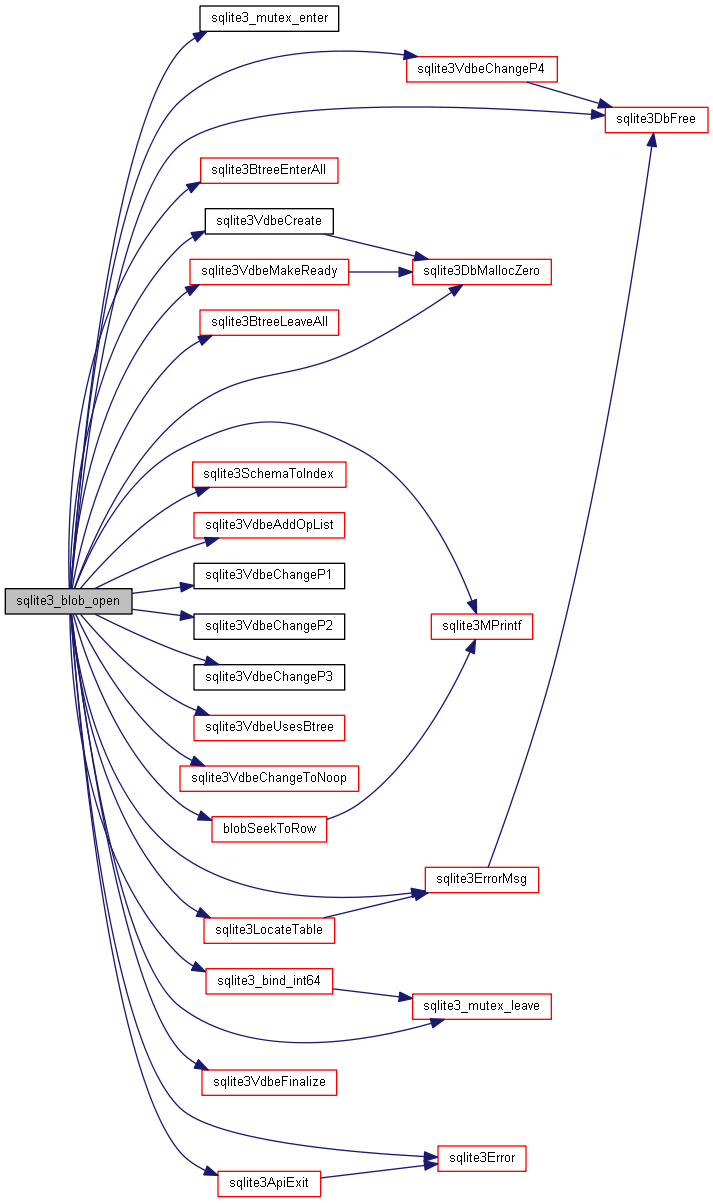 sqlite3_mutex_enter
sqlite3VdbeChangeP4
sqlite3DbFree
sqlite3BtreeEnterAll
sqlite3VdbeCreate
sqlite3VdbeMakeReady
sqlite3DbMallocZero
sqlite3BtreeLeaveAll
sqlite3SchemaToIndex
sqlite3VdbeAddOpList
sqlite3VdbeChangeP1
sqlite3_blob_open
sqlite3VdbeChangeP2
sqlite3MPrintf
sqlite3VdbeChangeP3
sqlite3VdbeUsesBtree
sqlite3VdbeChangeToNoop
blobSeekToRow
sqlite3ErrorMsg
sqlite3LocateTable
sqlite3_bind_int64
sqlite3_mutex_leave
sqlite3VdbeFinalize
sqlite3Error
sqlite3ApiExit